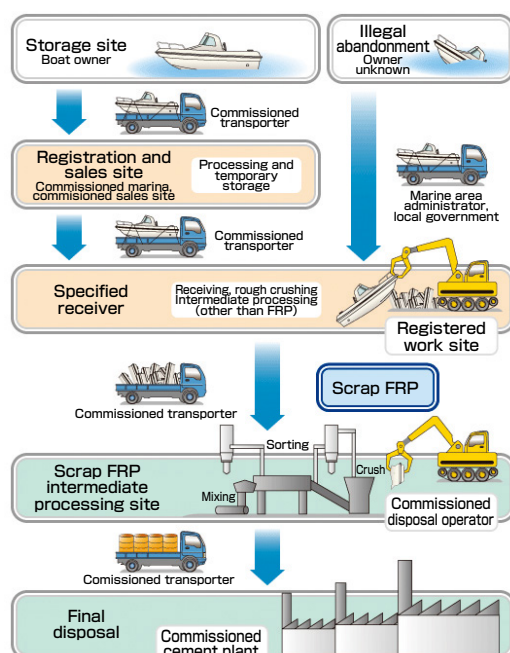 Storage site
Boat owner
Illegal
abandonment
Owner
unknown
Commissioned
transporter
Registration and
sales site
Commissioned marina,
commisioned sales site
Processing and
temporary
storage
Marine area
administrator,
local government
Commissioned
transporter
Specified
receiver
Receiving, rough crushing
Intermediate processing
(other than FRP)
Registered
work site
Scrap FRP
Commissioned transporter
Sorting
Crush
Mixing
Scrap FRP
intermediate
processing site
Commissioned
disposal operator
Comissioned transporter
Final
disposal
Commissioned
cement plant